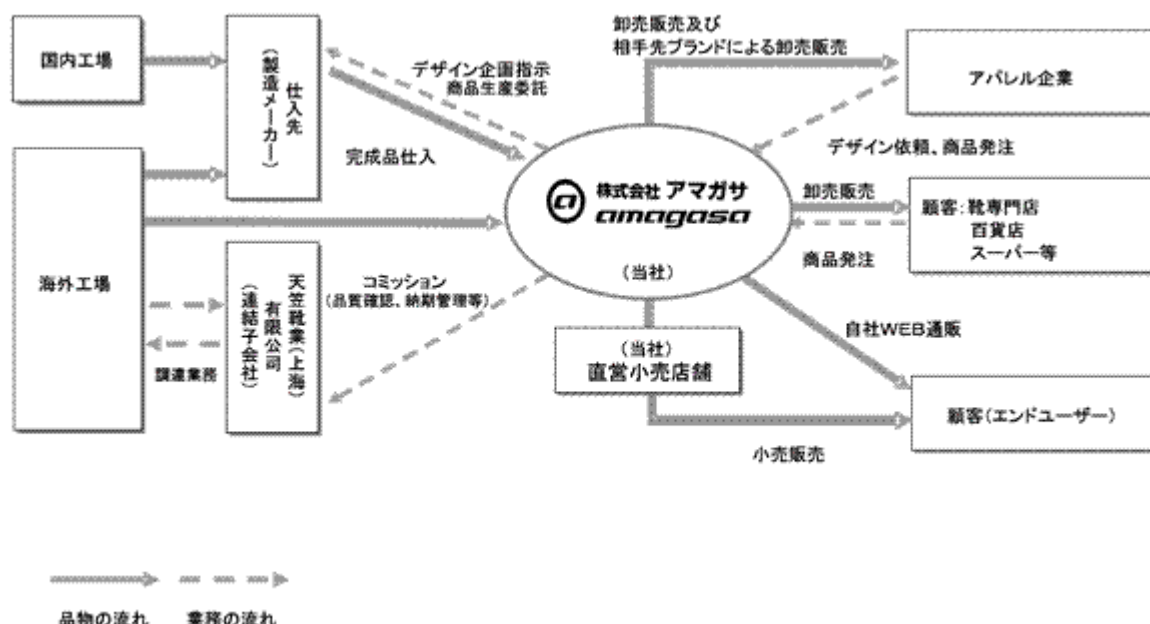 国内工場
仕入先
(製造メーカー)
デザイン企画指示
商品生産委託
完成品仕入
卸売販売及び
相手先ブランドによる卸売販売
アパレル企業
デザイン依頼、商品発注
株式会社 アマガサ
amagasa
(当社)
卸売販売
商品発注
顧客:靴専門店
百貨店
スーパー等
海外工場
調達業務
天笠靴業(上海)
有限公司
(連結子会社)
コミッション
(品質確認、納期管理等)
(当社)
直営小売店舗
自社WEB通販
顧客(エンドユーザー)
小売販売
品物の流れ
業務の流れ